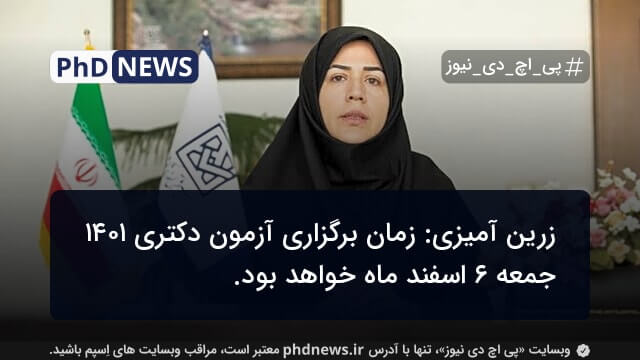 PhD NEWS
#پی_اچ_دی_نیوز
زرین آمیزی: زمان برگزاری آزمون دکتری ۱۴۰۱
جمعه ۶ اسفند ماه خواهد بود.
وبسایت «پی اچ دی نیوز»، تنها با آدرس phdnews.ir معتبر است، مراقب وبسایت های اِسپم باشید.